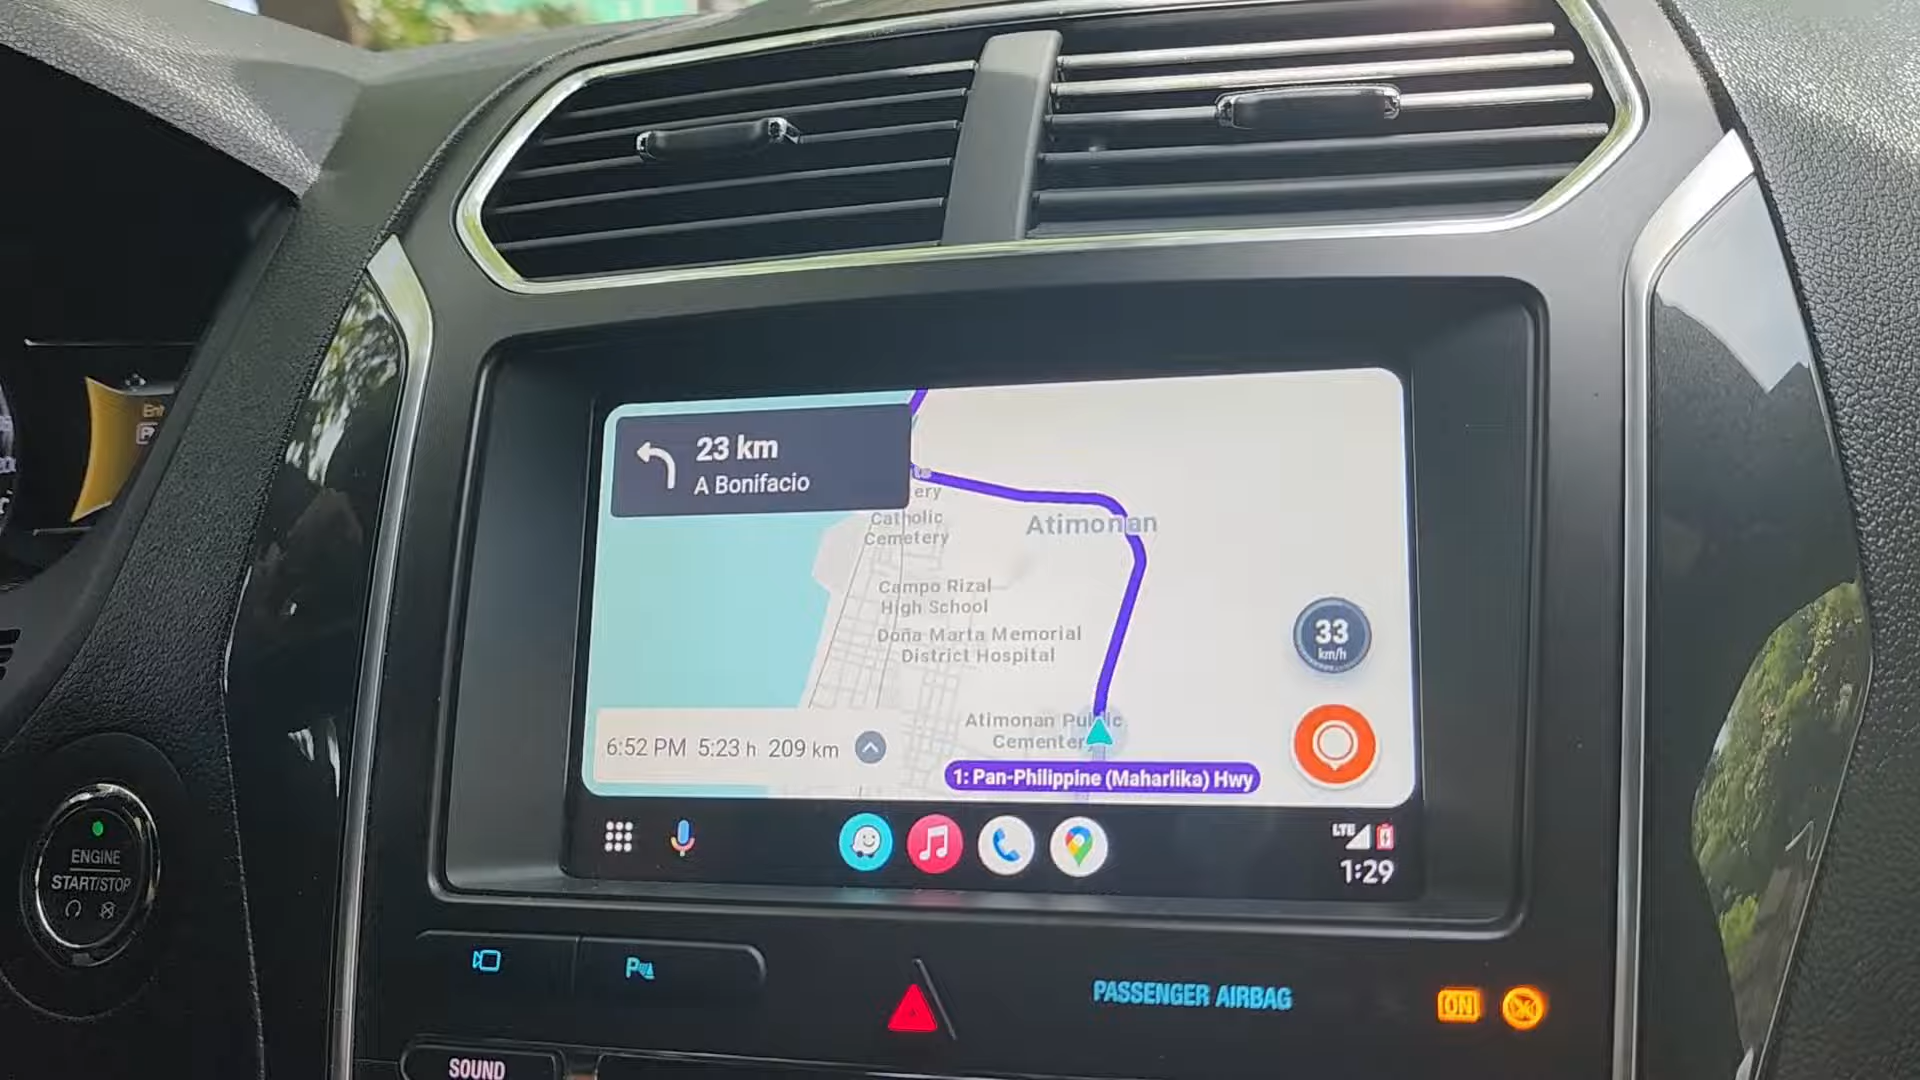 23 km
A Bonifacio
ery
Catholic
Cemetery
Atimonan
Campo Rizal
High School
Doña Marta Memorial
District Hospital
33
km/h
Atimonan Public
Cementery
6:52 PM 5:23 h 209 km
1: Pan-Philippine (Maharlika) Hwy
LTE
1:29
ENGINE
START/STOP
P
PASSENGER AIRBAG
ON
SOUND